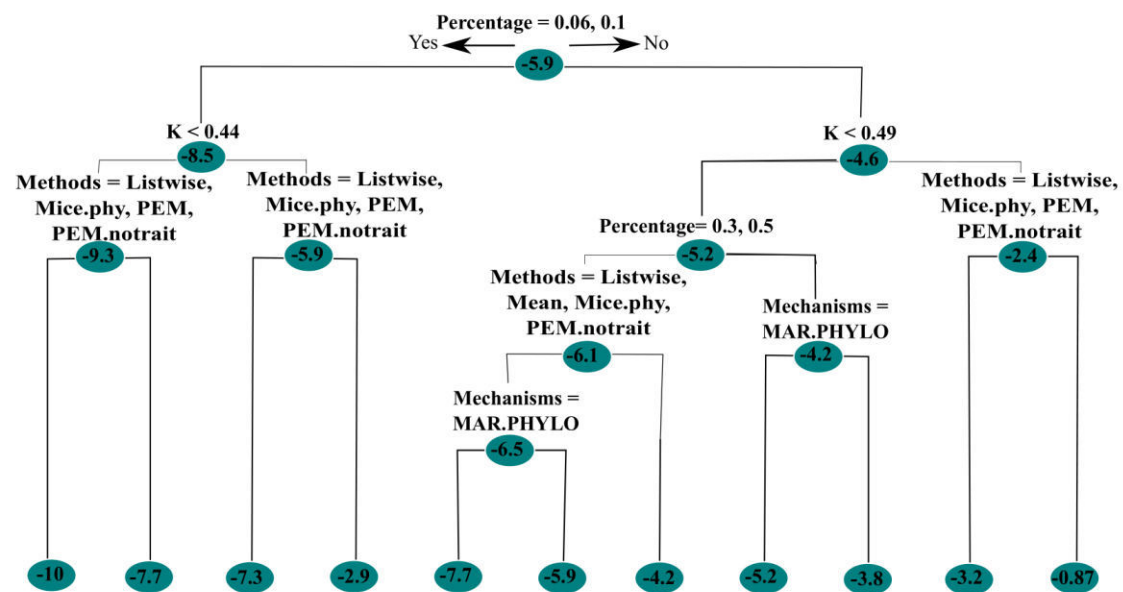 Percentage = 0.06, 0.1
Yes No
-5.9
K < 0.44
-8.5
K < 0.49
-4.6
Methods = Listwise,
Mice.phy, PEM,
PEM.notrait
-9.3
Methods = Listwise,
Mice.phy, PEM,
PEM.notrait
-5.9
Percentage= 0.3, 0.5
-5.2
Methods = Listwise,
Mice.phy, PEM,
PEM.notrait
-2.4
Methods = Listwise,
Mean, Mice.phy,
PEM.notrait
-6.1
Mechanisms =
MAR.PHYLO
-4.2
Mechanisms =
MAR.PHYLO
-6.5
-10 -7.7 -7.3 -2.9 -7.7 -5.9 -4.2 -5.2 -3.8 -3.2 -0.87